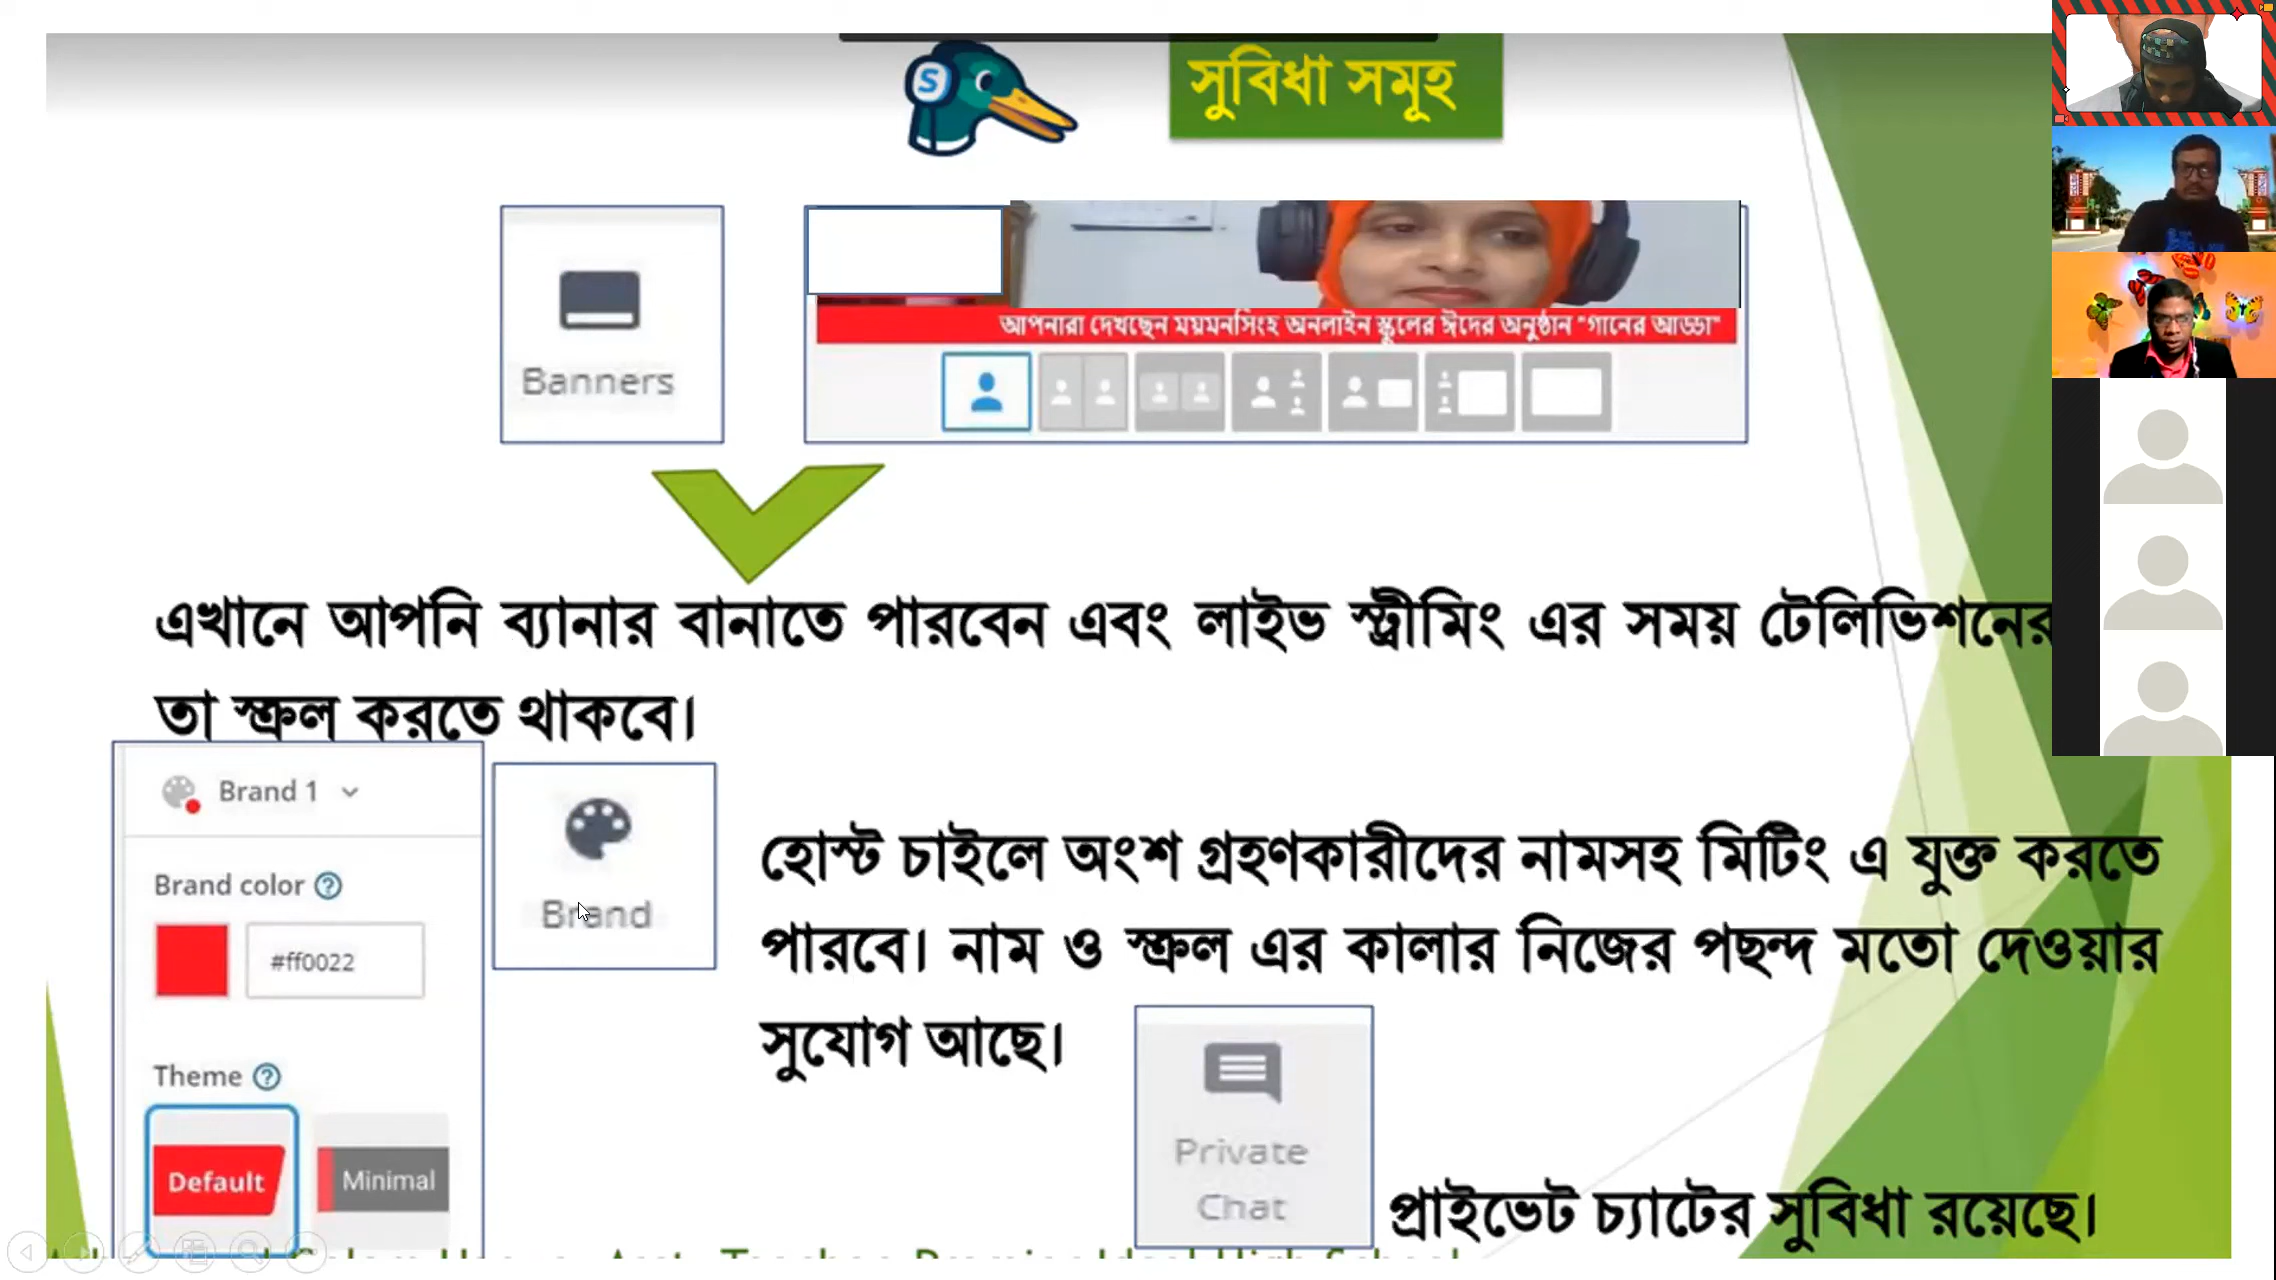 S
সুবিধা সমূহ
Banners
আপনারা দেখছেন ময়মনসিংহ অনলাইন স্কুলের ঈদের অনুষ্ঠান "গানের আড্ডা"
এখানে আপনি ব্যানার বানাতে পারবেন এবং লাইভ স্ট্রীমিং এর সময় টেলিভিশনের
তা স্ক্রল করতে থাকবে।
Brand 1
Brand color
#ff0022
Theme
Default
Minimal
Brand
হোস্ট চাইলে অংশ গ্রহণকারীদের নামসহ মিটিং এ যুক্ত করতে
পারবে। নাম ও স্ক্রল এর কালার নিজের পছন্দ মতো দেওয়ার
সুযোগ আছে।
Private
Chat
প্রাইভেট চ্যাটের সুবিধা রয়েছে।